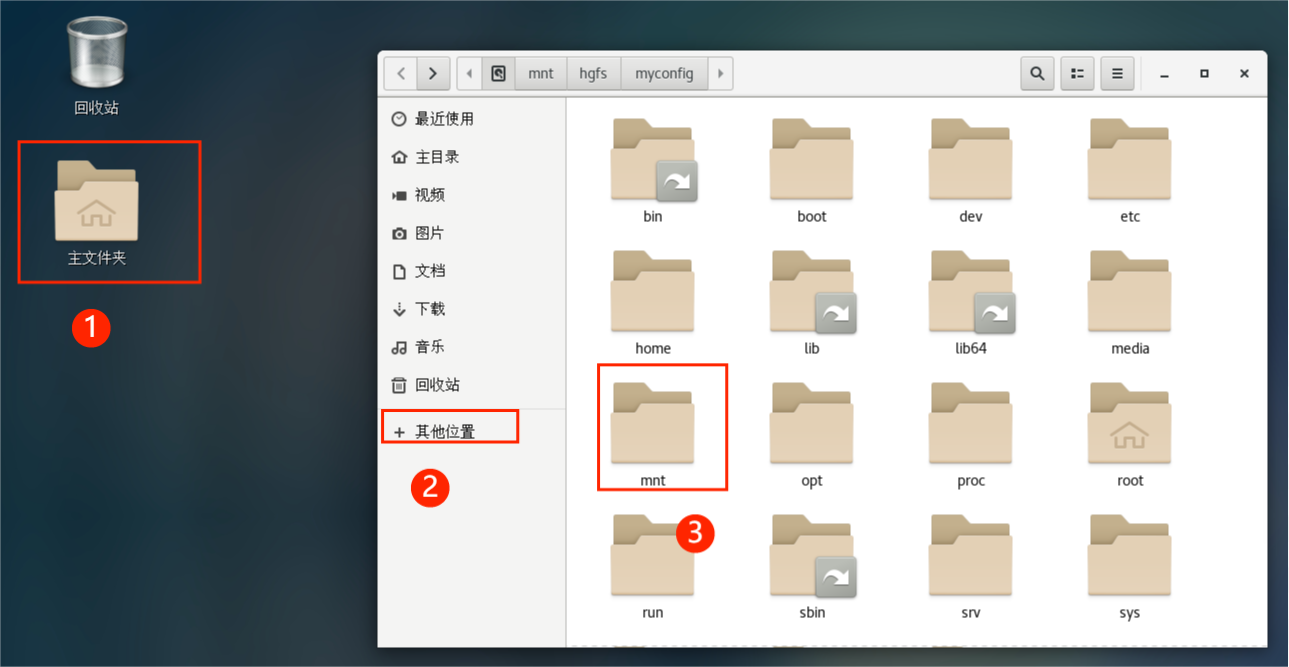 回收站
主文件夹
1
mnt hgfs myconfig
最近使用
主目录
视频
图片
文档
下载
音乐
回收站
+ 其他位置
2
bin boot dev etc
home lib lib64 media
mnt opt proc root
3
run sbin srv sys